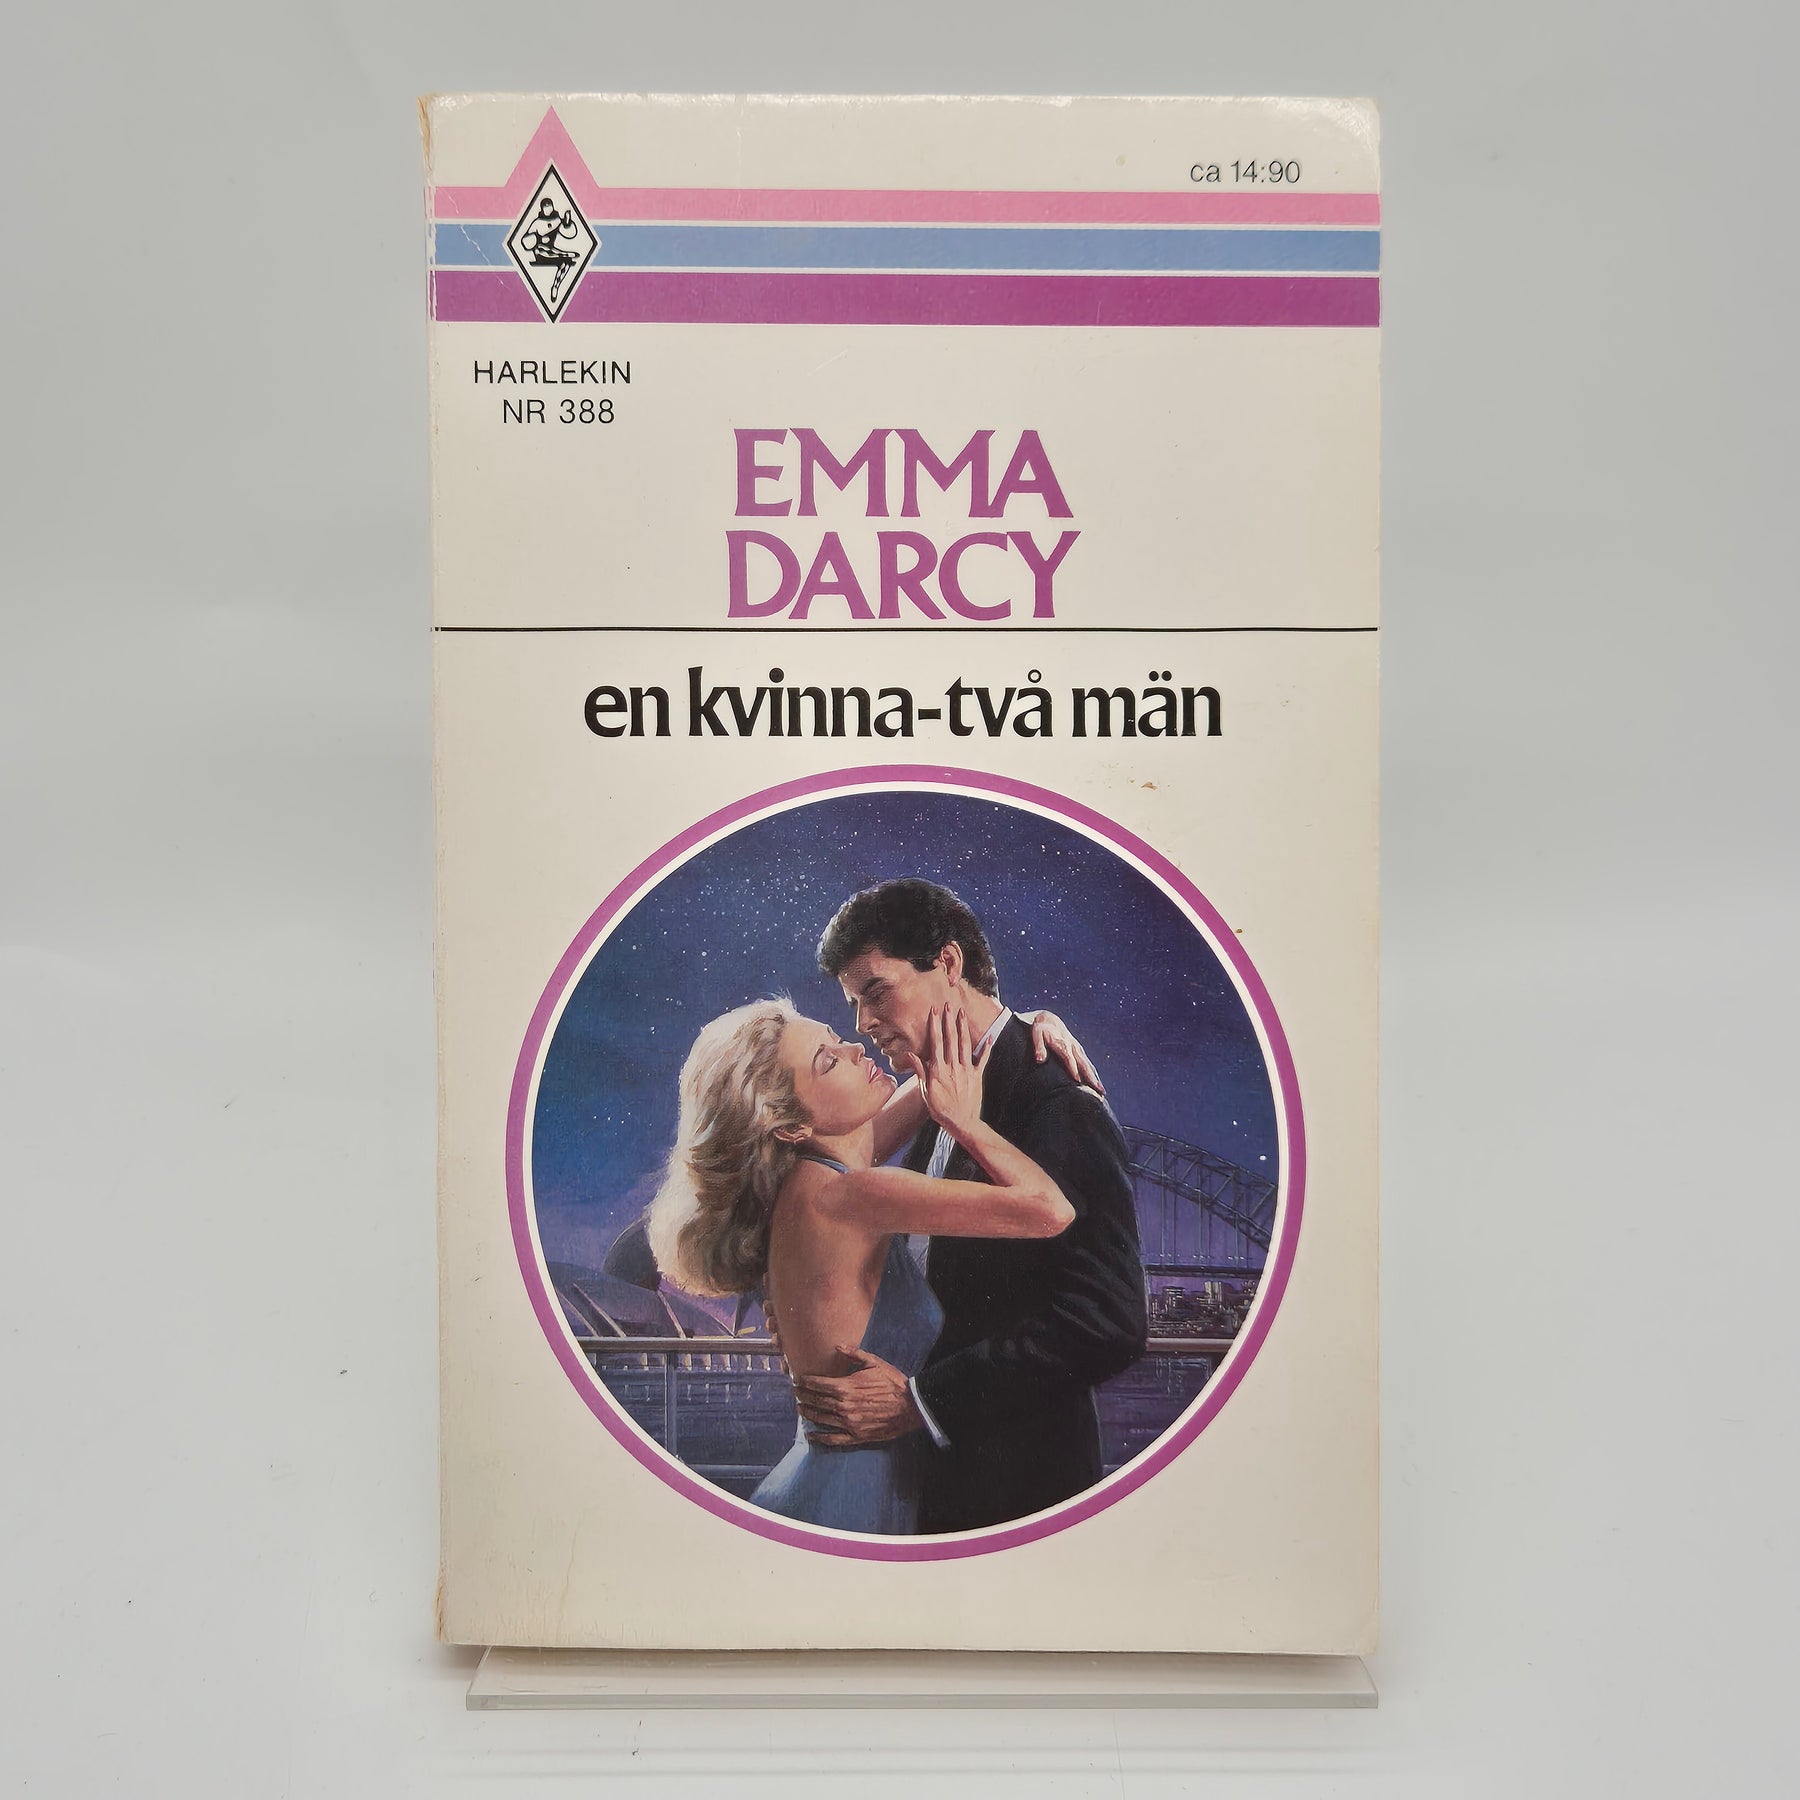 ca 14:90
HARLEKIN
NR 388
EMMA
DARCY
en kvinna-två män